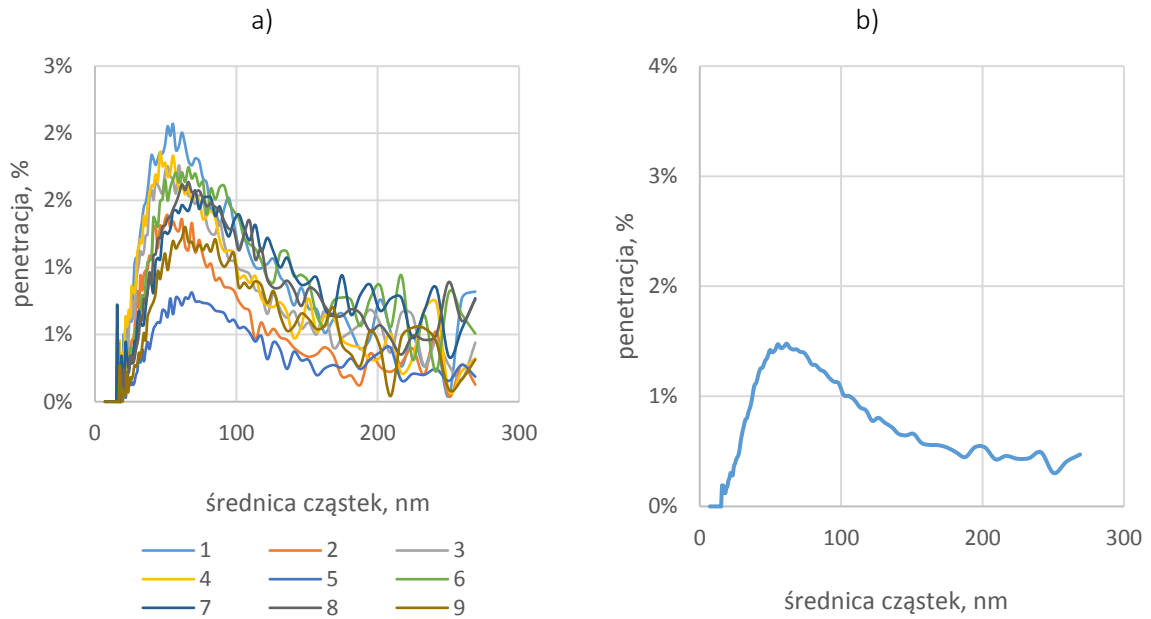 a)
3%
2%
2%
1%
1%
0%
penetracja, %
0 100 200 300
średnica cząstek, nm
1 2 3
4 5 6
7 8 9
b)
4%
3%
2%
1%
0%
penetracja, %
0 100 200 300
średnica cząstek, nm